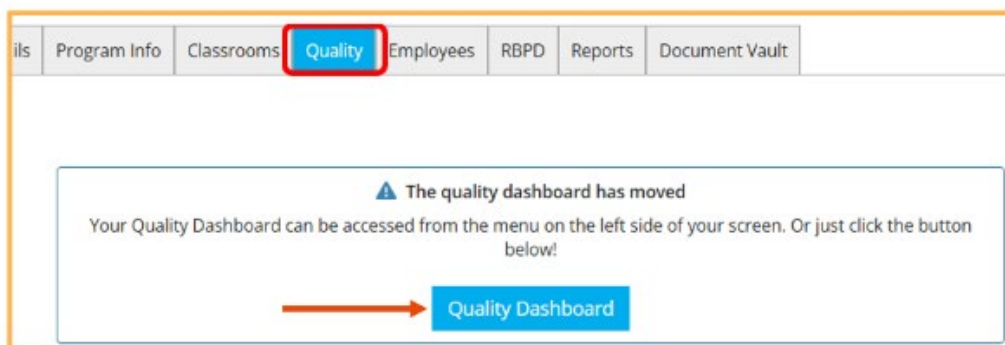 ils Program Info Classrooms Quality Employees RBPD Reports Document Vault
The quality dashboard has moved
Your Quality Dashboard can be accessed from the menu on the left side of your screen. Or just click the button
below!
Quality Dashboard